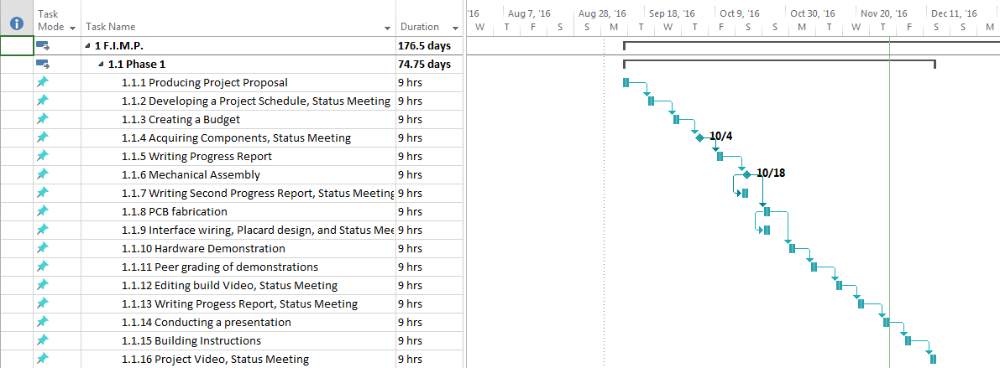 '16 Aug 7, '16 Aug 28, '16 Sep 18, '16 Oct 9, '16 Oct 30, '16 Nov 20, '16 Dec 11, '16
Task Mode Task Name Duration W T F S S M T W T F S S M T W T F S S M
1 F.I.M.P. 176.5 days
1.1 Phase 1 74.75 days
1.1.1 Producing Project Proposal 9 hrs
1.1.2 Developing a Project Schedule, Status Meeting 9 hrs
1.1.3 Creating a Budget 9 hrs
1.1.4 Acquiring Components, Status Meeting 9 hrs 10/4
1.1.5 Writing Progress Report 9 hrs
1.1.6 Mechanical Assembly 9 hrs 10/18
1.1.7 Writing Second Progress Report, Status Meeting 9 hrs
1.1.8 PCB fabrication 9 hrs
1.1.9 Interface wiring, Placard design, and Status Mee 9 hrs
1.1.10 Hardware Demonstration 9 hrs
1.1.11 Peer grading of demonstrations 9 hrs
1.1.12 Editing build Video, Status Meeting 9 hrs
1.1.13 Writing Progess Report, Status Meeting 9 hrs
1.1.14 Conducting a presentation 9 hrs
1.1.15 Building Instructions 9 hrs
1.1.16 Project Video, Status Meeting 9 hrs